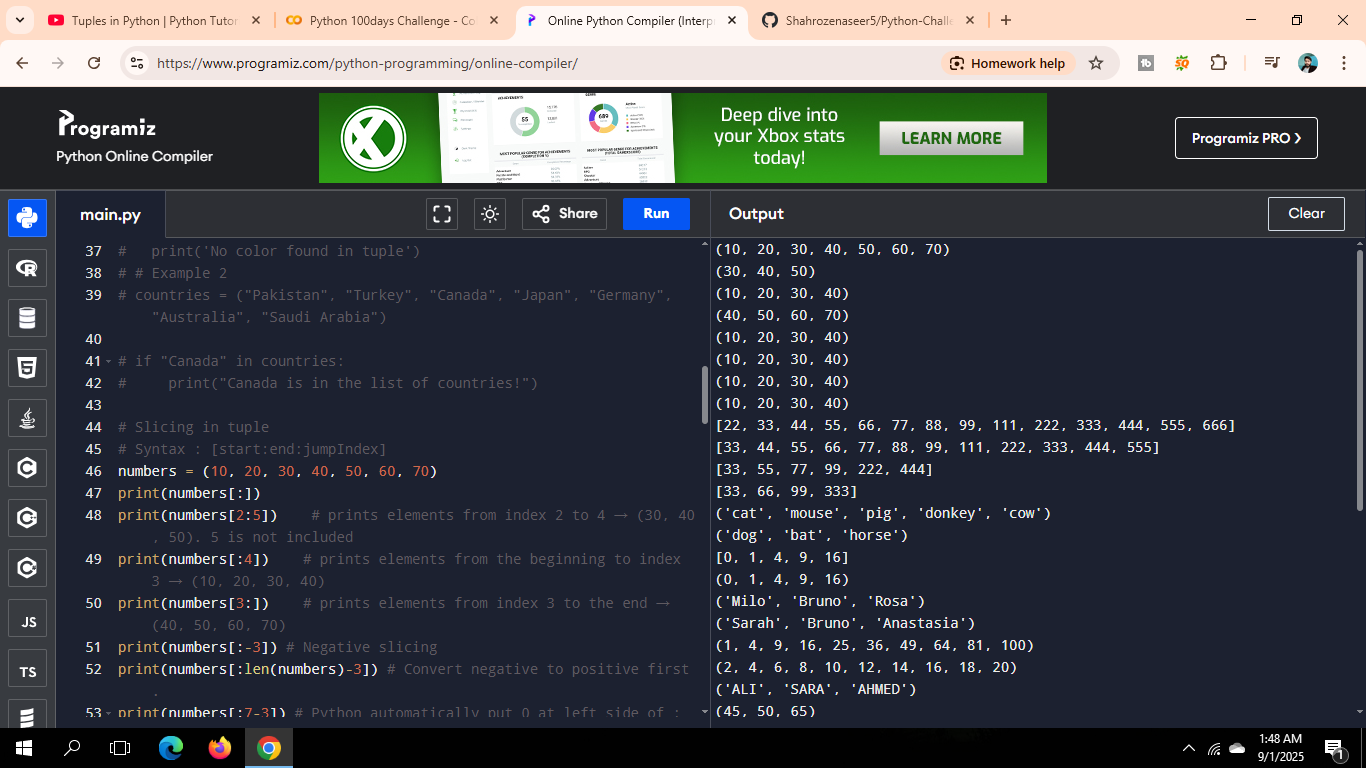 Tuples in Python | Python Tutor
Python 100days Challenge - Co
Online Python Compiler (Interp
Shahrozenaseer5/Python-Challe
https://www.programiz.com/python-programming/online-compiler/
Homework help
Programiz
Python Online Compiler
Deep dive into
your Xbox stats
today!
LEARN MORE
Programiz PRO
main.py
Share
Run
Output
Clear
37 #   print('No color found in tuple')
38 # # Example 2
39 # countries = ("Pakistan", "Turkey", "Canada", "Japan", "Germany",
"Australia", "Saudi Arabia")
40
41 # if "Canada" in countries:
42 #     print("Canada is in the list of countries!")
43
44 # Slicing in tuple
45 # Syntax : [start:end:jumpIndex]
46 numbers = (10, 20, 30, 40, 50, 60, 70)
47 print(numbers[:])
48 print(numbers[2:5])    # prints elements from index 2 to 4 → (30, 40
, 50). 5 is not included
49 print(numbers[:4])    # prints elements from the beginning to index
3 → (10, 20, 30, 40)
50 print(numbers[3:])    # prints elements from index 3 to the end →
(40, 50, 60, 70)
51 print(numbers[:-3]) # Negative slicing
52 print(numbers[:len(numbers)-3]) # Convert negative to positive first
.
53 print(numbers[:7-3]) # Python automatically put 0 at left side of :
(10, 20, 30, 40, 50, 60, 70)
(30, 40, 50)
(10, 20, 30, 40)
(40, 50, 60, 70)
(10, 20, 30, 40)
(10, 20, 30, 40)
(10, 20, 30, 40)
(10, 20, 30, 40)
[22, 33, 44, 55, 66, 77, 88, 99, 111, 222, 333, 444, 555, 666]
[33, 44, 55, 66, 77, 88, 99, 111, 222, 333, 444, 555]
[33, 55, 77, 99, 222, 444]
[33, 66, 99, 333]
('cat', 'mouse', 'pig', 'donkey', 'cow')
('dog', 'bat', 'horse')
[0, 1, 4, 9, 16]
(0, 1, 4, 9, 16)
('Milo', 'Bruno', 'Rosa')
('Sarah', 'Bruno', 'Anastasia')
(1, 4, 9, 16, 25, 36, 49, 64, 81, 100)
(2, 4, 6, 8, 10, 12, 14, 16, 18, 20)
('ALI', 'SARA', 'AHMED')
(45, 50, 65)
JS
TS
1:48 AM
9/1/2025
1